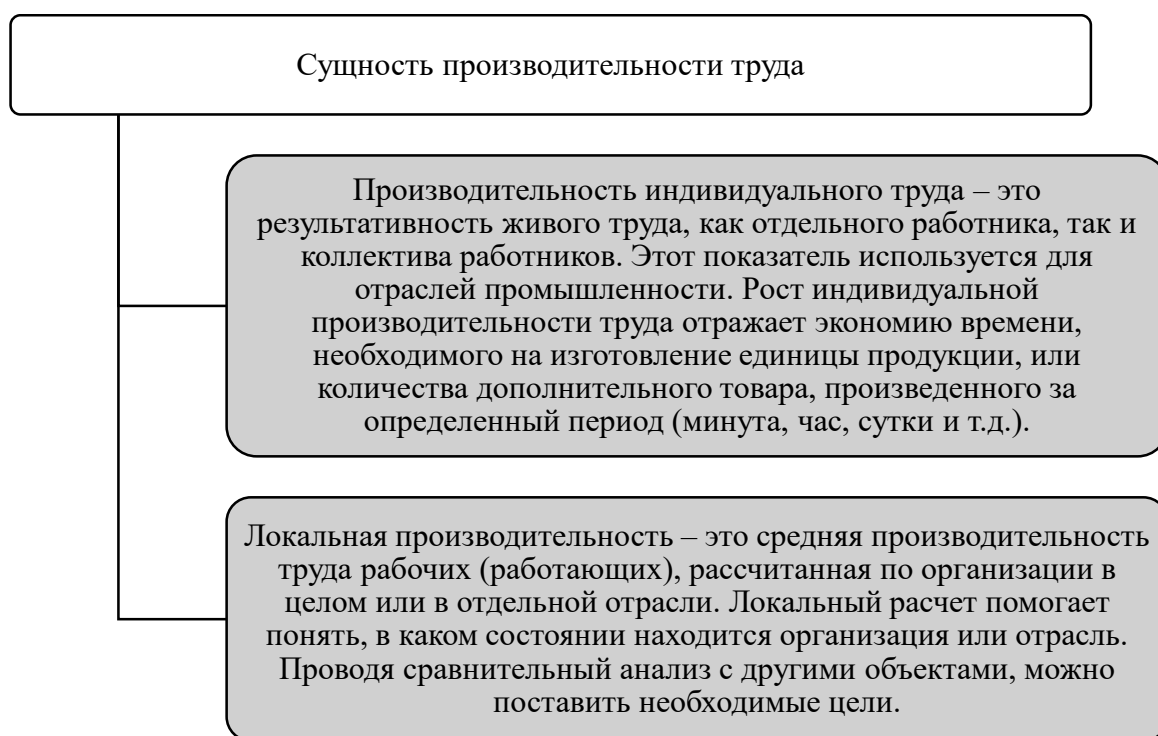 Сущность производительности труда
Производительность индивидуального труда – это
результативность живого труда, как отдельного работника, так и
коллектива работников. Этот показатель используется для
отраслей промышленности. Рост индивидуальной
производительности труда отражает экономию времени,
необходимого на изготовление единицы продукции, или
количества дополнительного товара, произведенного за
определенный период (минута, час, сутки и т.д.).
Локальная производительность – это средняя производительность
труда рабочих (работающих), рассчитанная по организации в
целом или в отдельной отрасли. Локальный расчет помогает
понять, в каком состоянии находится организация или отрасль.
Проводя сравнительный анализ с другими объектами, можно
поставить необходимые цели.